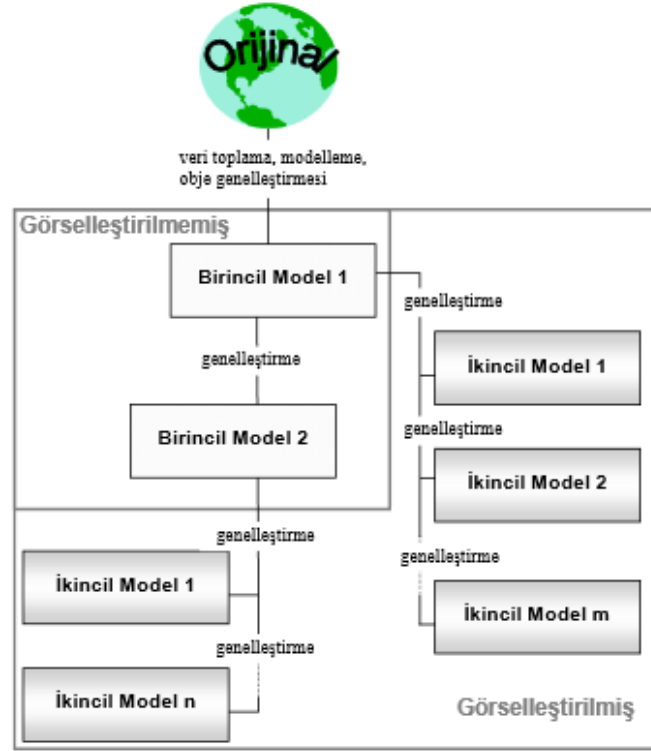 Orijinal
veri toplama, modelleme,
obje genelleştirmesi
Görselleştirilmemiş
Birincil Model 1
genelleştirme
genelleştirme
İkincil Model 1
Birincil Model 2
genelleştirme
İkincil Model 2
genelleştirme
genelleştirme
İkincil Model 1
İkincil Model m
genelleştirme
İkincil Model n
Görselleştirilmiş